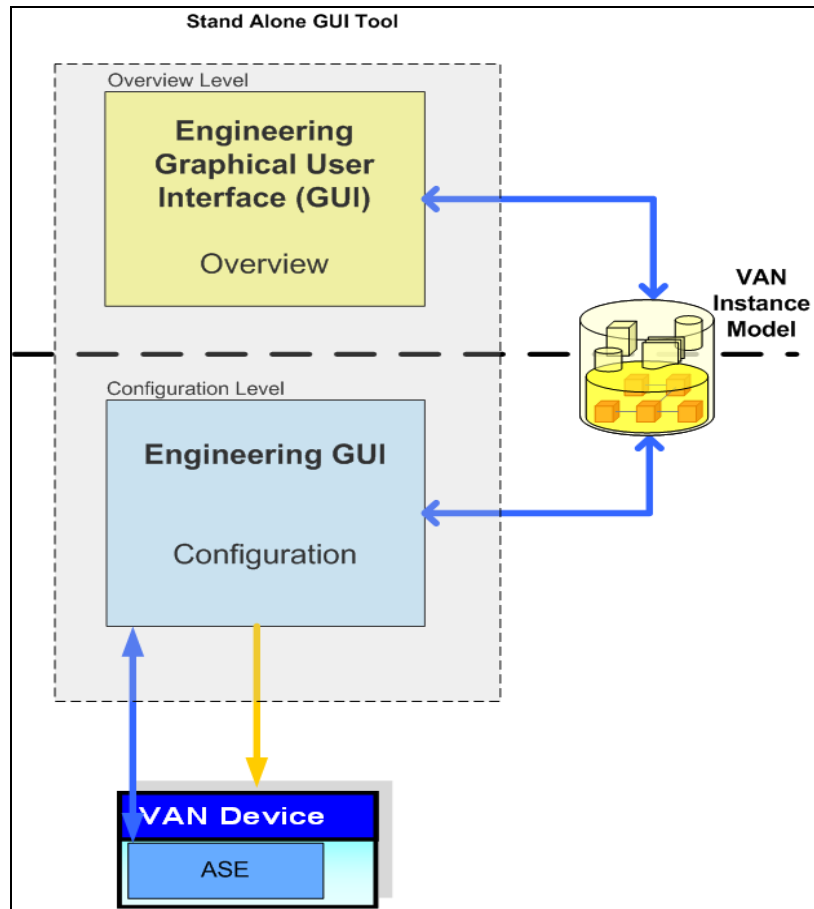 Stand Alone GUI Tool
Overview Level
Engineering
Graphical User
Interface (GUI)
Overview
VAN
Instance
Model
Configuration Level
Engineering GUI
Configuration
VAN Device
ASE